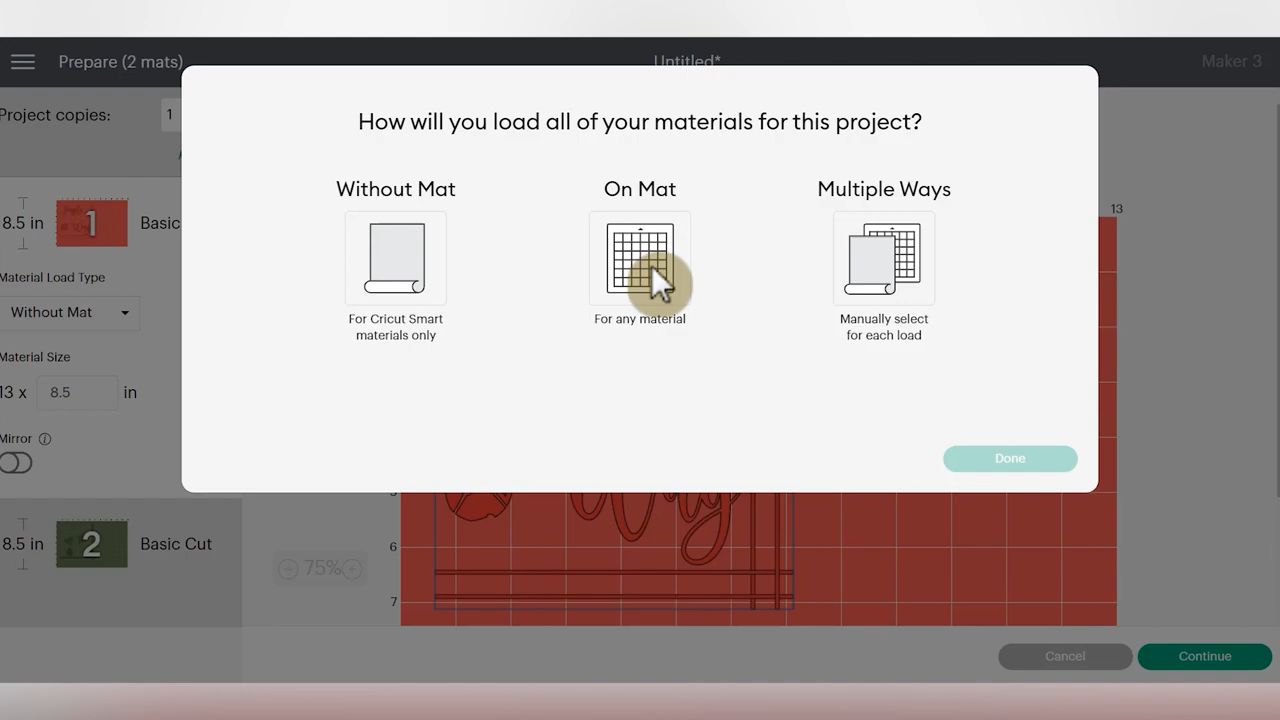 Prepare (2 mats)
Untitled*
Maker 3
Project copies:
1
How will you load all of your materials for this project?
Without Mat
On Mat
Multiple Ways
For Cricut Smart
materials only
For any material
Manually select
for each load
Done
8.5 in
1
Basic
Material Load Type
Without Mat
Material Size
13 x
8.5
in
Mirror
8.5 in
2
Basic Cut
13
75%
6
7
Cancel
Continue